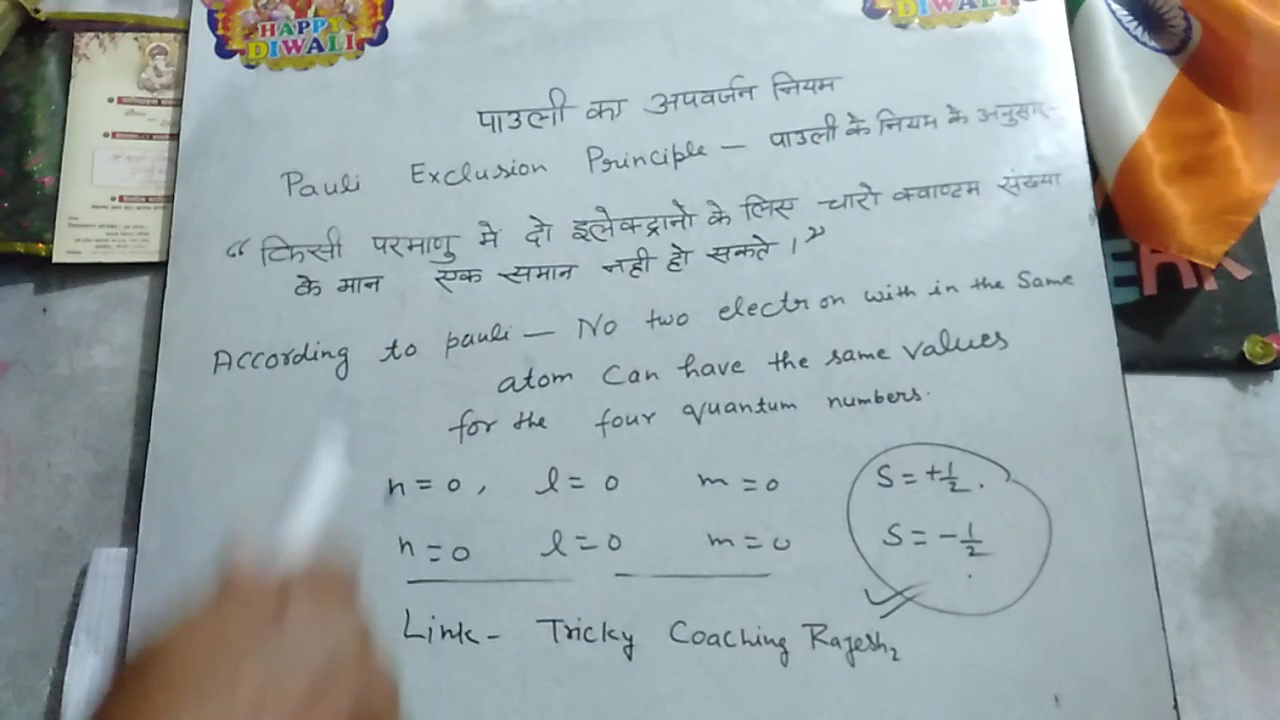 HAPPY DIWALI
DIWALI
पाउली का अपवर्जन नियम
Pauli Exclusion Principle – पाउली के नियम के अनुसार-
“किसी परमाणु में दो इलेक्ट्रानो के लिए चारो क्वाण्टम संख्या
के मान एक समान नही हो सकते।”
According to pauli – No two electron with in the Same
atom Can have the same values
for the four quantum numbers.
n=0, l=0 m=0 S=+1/2.
n=0 l=0 m=0 S=-1/2
Link- Tricky Coaching Rajesh2